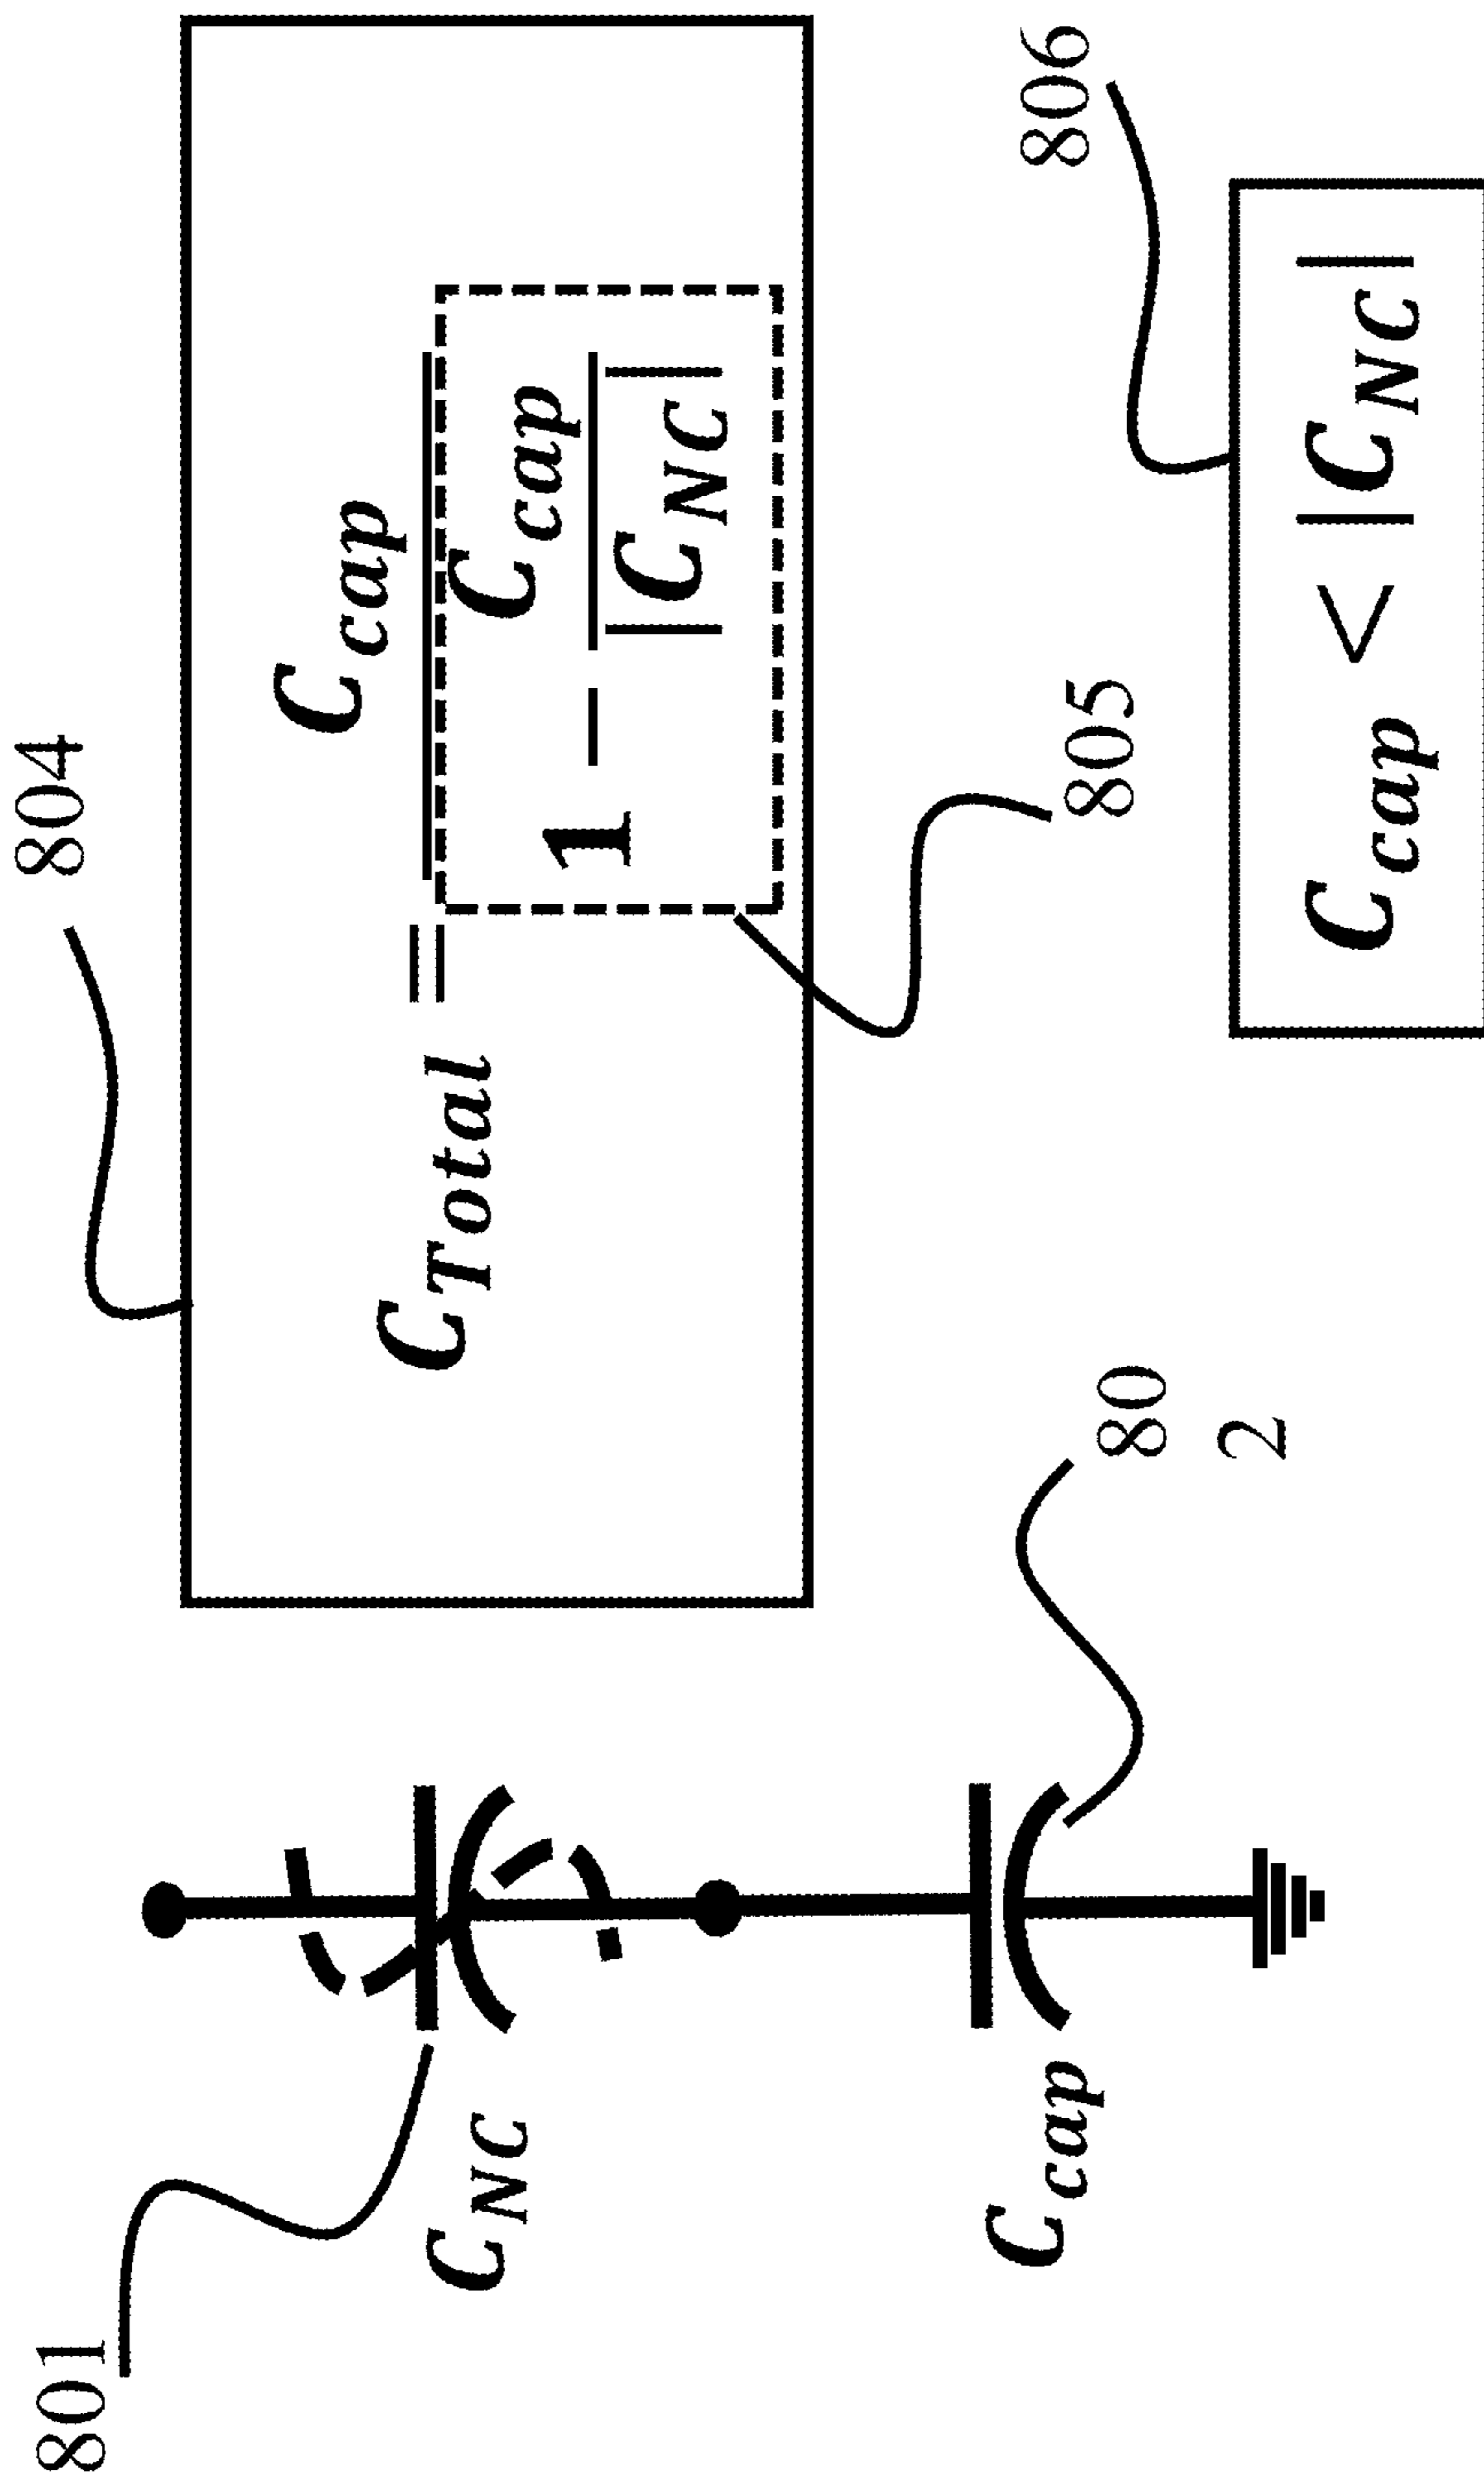 801
C_NC
C_cap
80
2
804
C_cap
C_Total =
1 − C_cap
|C_NC|
805
806
C_cap < |C_NC|